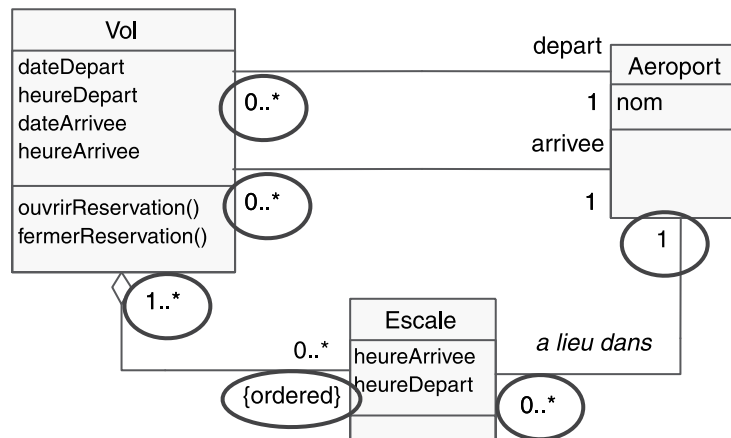 Vol
dateDepart
heureDepart
dateArrivee
heureArrivee
ouvrirReservation()
fermerReservation()
depart
0..*
1
arrivee
0..*
1
Aeroport
nom
1
1..*
0..*
{ordered}
Escale
heureArrivee
heureDepart
a lieu dans
0..*